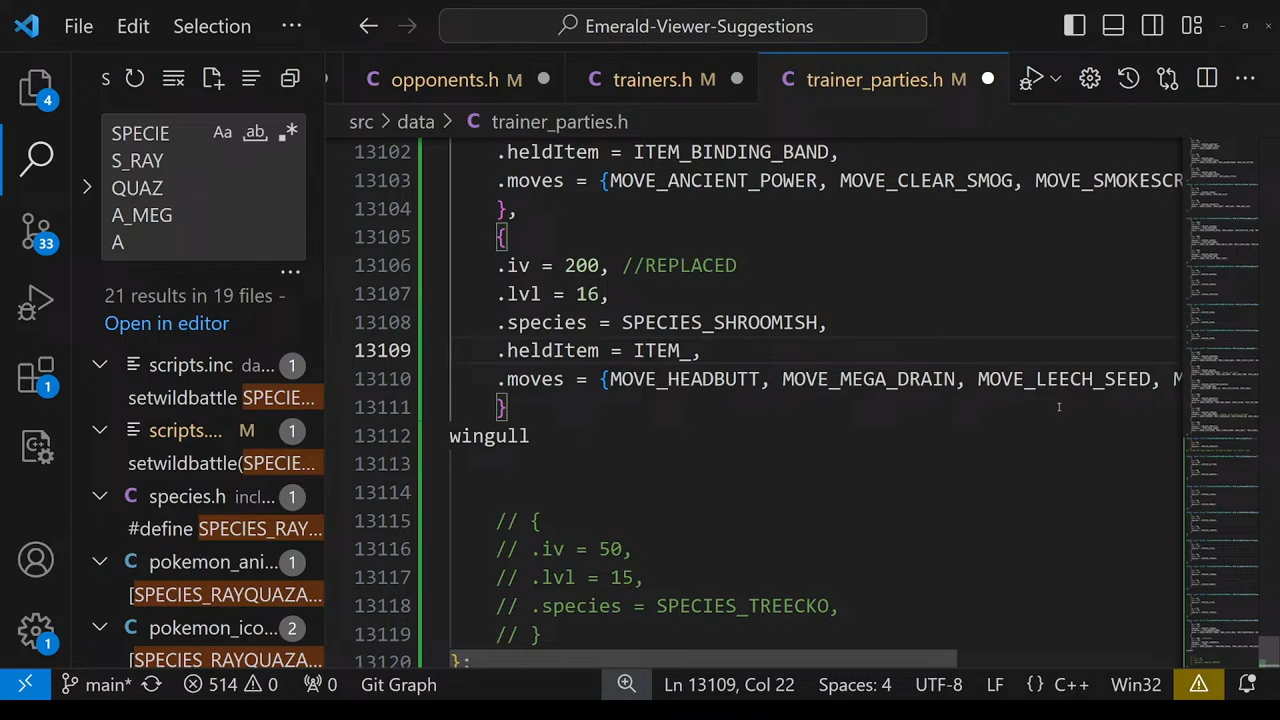 File Edit Selection ··· Emerald-Viewer-Suggestions
S opponents.h M trainers.h M trainer_parties.h M
SPECIE
S_RAY
QUAZ
A_MEG
A
Aa ab
21 results in 19 files -
Open in editor
scripts.inc da... 1
setwildbattle SPECIE...
scripts.... M 1
setwildbattle(SPECIE...
species.h inc... 1
#define SPECIES_RAY...
pokemon_ani... 1
[SPECIES_RAYQUAZA...
pokemon_ico... 2
[SPECIES_RAYQUAZA...
4
33
1
1
src > data > C trainer_parties.h
13102 .heldItem = ITEM_BINDING_BAND,
13103 .moves = {MOVE_ANCIENT_POWER, MOVE_CLEAR_SMOG, MOVE_SMOKESCR
13104 },
13105 {
13106 .iv = 200, //REPLACED
13107 .lvl = 16,
13108 .species = SPECIES_SHROOMISH,
13109 .heldItem = ITEM_,
13110 .moves = {MOVE_HEADBUTT, MOVE_MEGA_DRAIN, MOVE_LEECH_SEED, M
13111 }
13112 wingull
13113
13114
13115 // {
13116 // .iv = 50,
13117 // .lvl = 15,
13118 // .species = SPECIES_TREECKO,
13119 // }
13120 };
main* 514 0 0 Git Graph Ln 13109, Col 22 Spaces: 4 UTF-8 LF {} C++ Win32